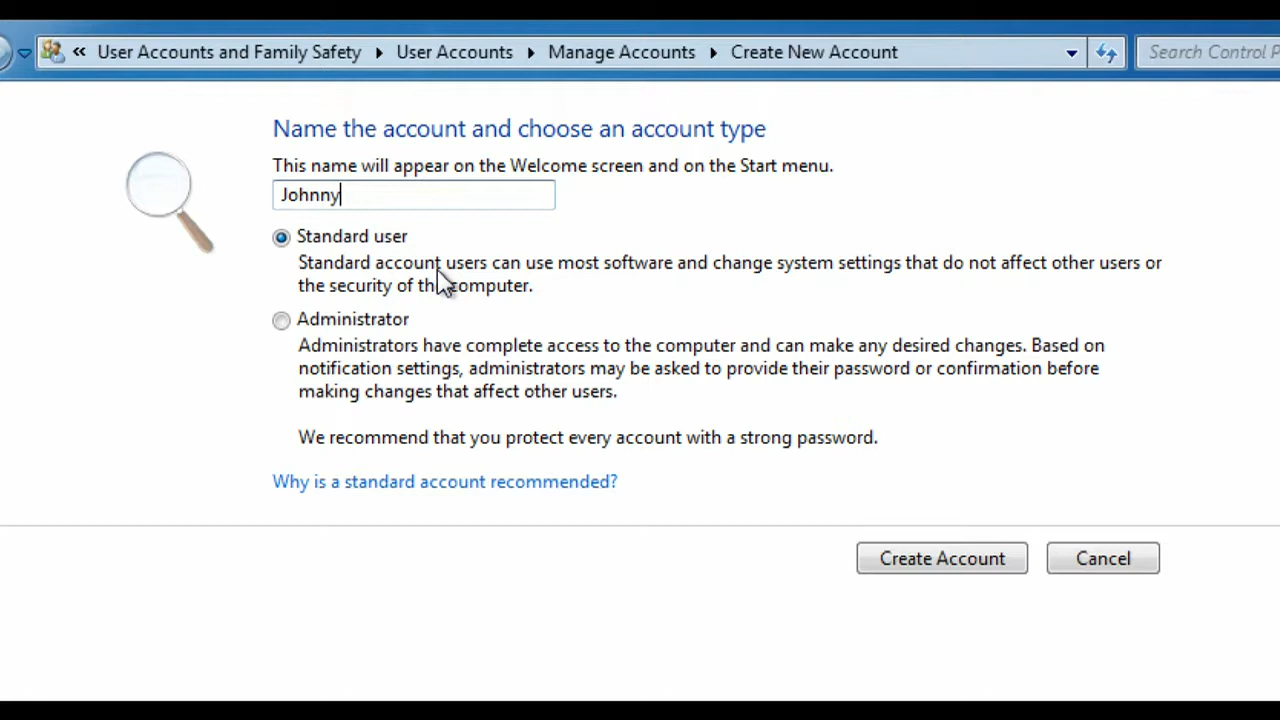 « User Accounts and Family Safety ▸ User Accounts ▸ Manage Accounts ▸ Create New Account
Search Control P
Name the account and choose an account type
This name will appear on the Welcome screen and on the Start menu.
Johnny
Standard user
Standard account users can use most software and change system settings that do not affect other users or
the security of the computer.
Administrator
Administrators have complete access to the computer and can make any desired changes. Based on
notification settings, administrators may be asked to provide their password or confirmation before
making changes that affect other users.
We recommend that you protect every account with a strong password.
Why is a standard account recommended?
Create Account
Cancel